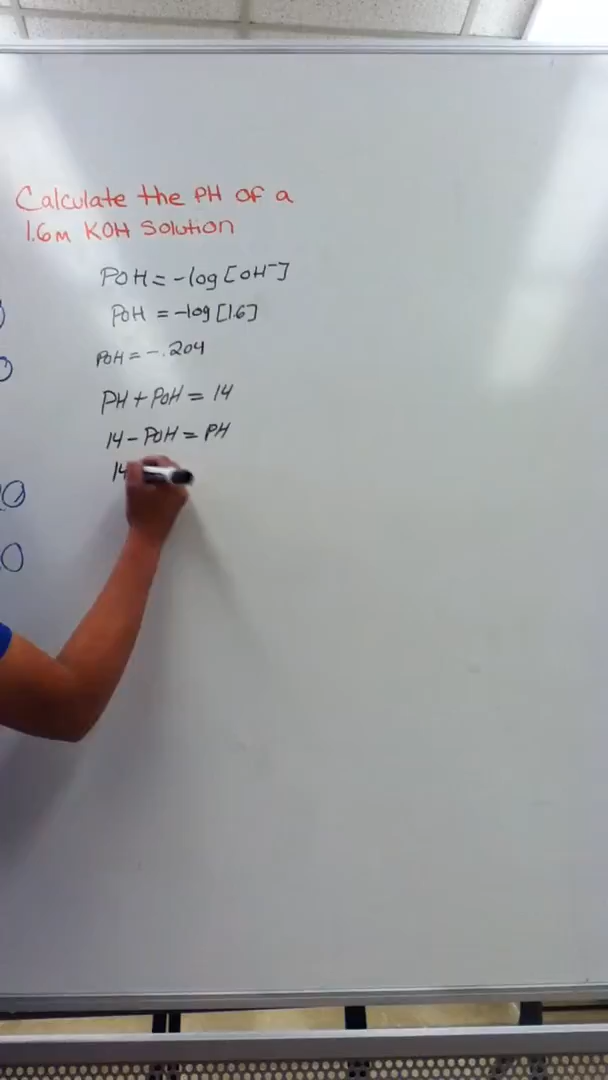 Calculate the PH of a
1.6M KOH Solution
POH = -log [OH⁻]
POH = -log [1.6]
POH = -.204
PH + POH = 14
14 - POH = PH
14